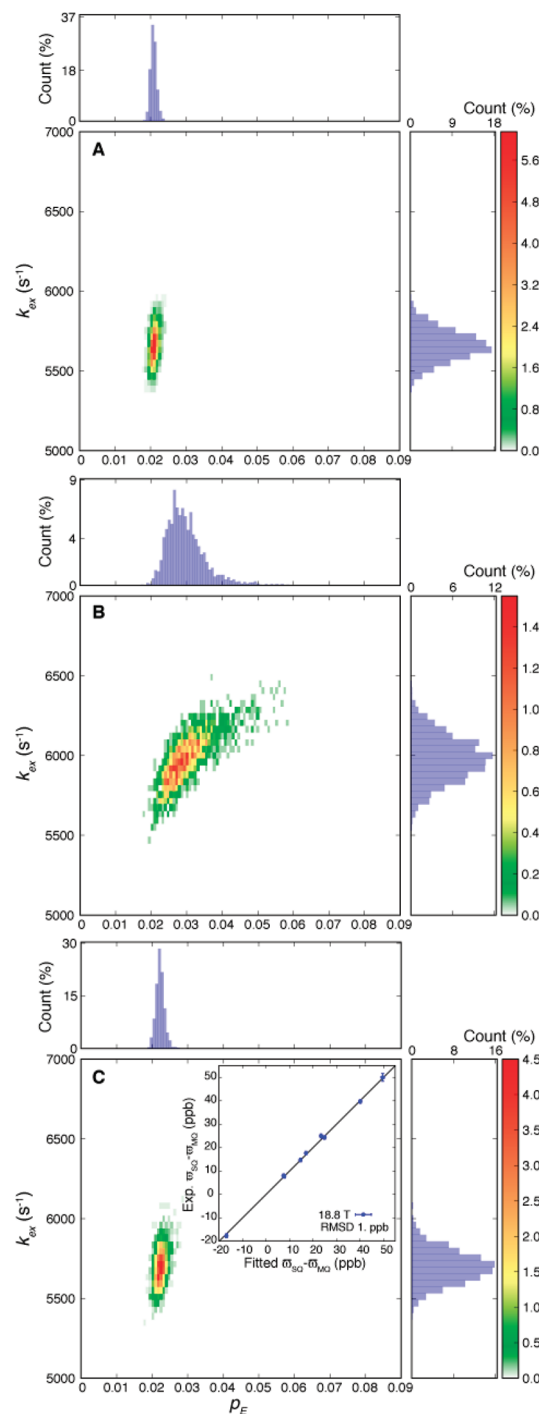 37
18
0
Count (%)
Count (%)
0 9 18
7000
6500
6000
5500
5000
k_ex (s⁻¹)
A
5.6
4.8
4.0
3.2
2.4
1.6
0.8
0.0
0 0.01 0.02 0.03 0.04 0.05 0.06 0.07 0.08 0.09
9
4
0
Count (%)
Count (%)
0 6 12
7000
6500
6000
5500
5000
k_ex (s⁻¹)
B
1.4
1.2
1.0
0.8
0.6
0.4
0.2
0.0
0 0.01 0.02 0.03 0.04 0.05 0.06 0.07 0.08 0.09
30
15
0
Count (%)
Count (%)
0 8 16
7000
6500
6000
5500
5000
k_ex (s⁻¹)
C
50
40
30
20
10
0
-10
-20
Exp. ϖ_SQ-ϖ_MQ (ppb)
18.8 T
RMSD 1. ppb
-20 -10 0 10 20 30 40 50
Fitted ϖ_SQ-ϖ_MQ (ppb)
4.5
4.0
3.5
3.0
2.5
2.0
1.5
1.0
0.5
0.0
0 0.01 0.02 0.03 0.04 0.05 0.06 0.07 0.08 0.09
p_E